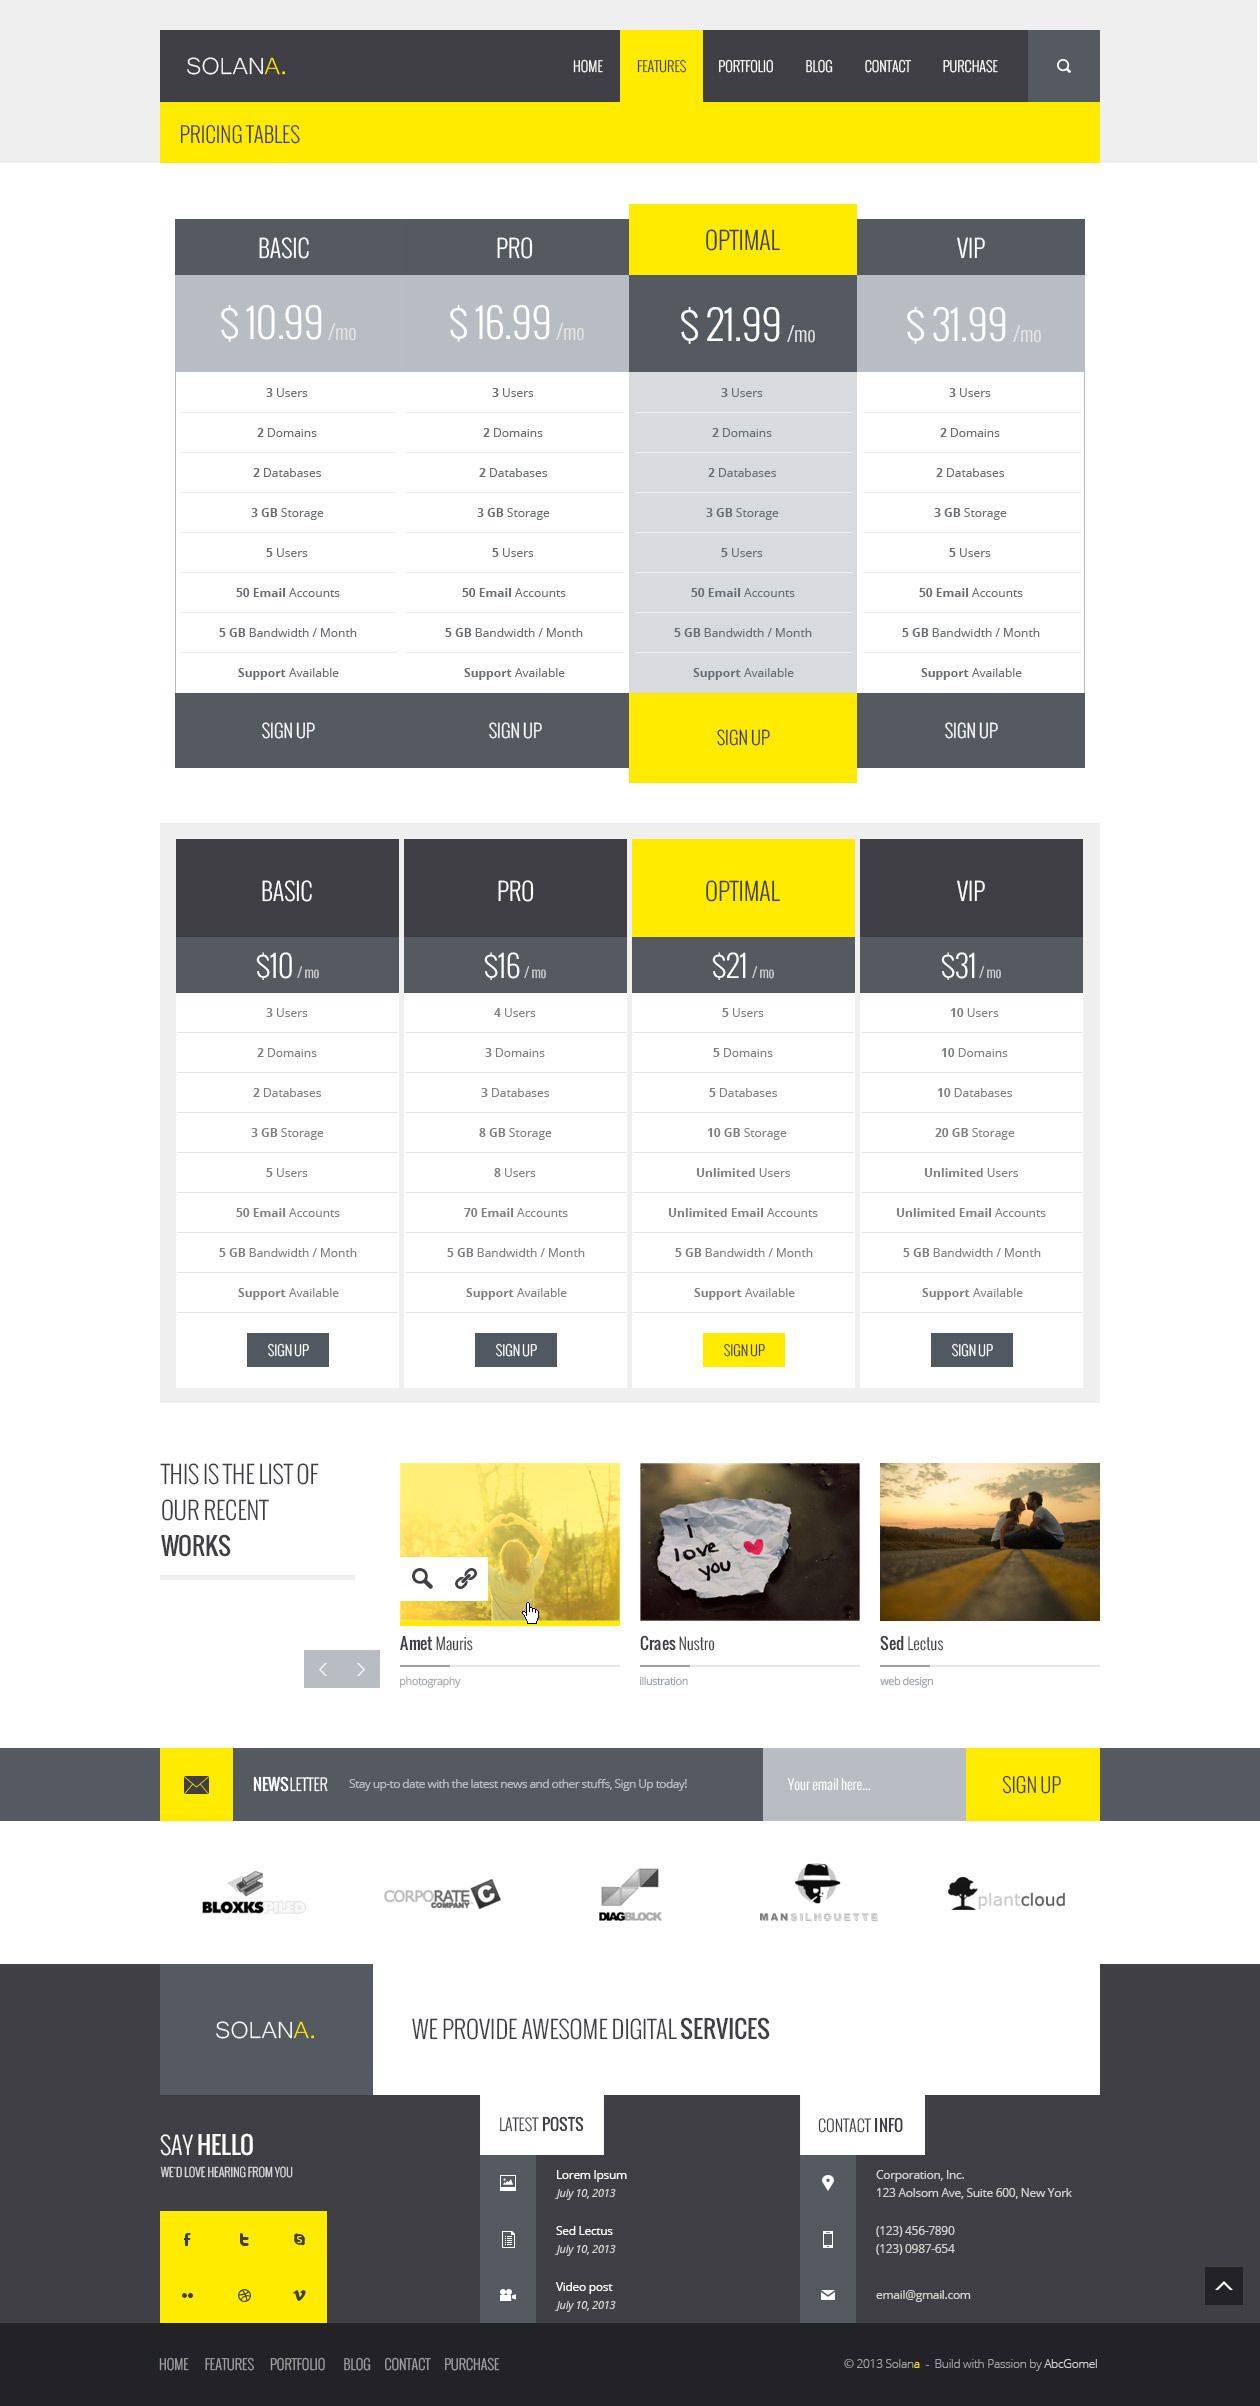 SOLANA.
HOME FEATURES PORTFOLIO BLOG CONTACT PURCHASE
PRICING TABLES
BASIC PRO OPTIMAL VIP
$ 10.99 /mo $ 16.99 /mo $ 21.99 /mo $ 31.99 /mo
3 Users 3 Users 3 Users 3 Users
2 Domains 2 Domains 2 Domains 2 Domains
2 Databases 2 Databases 2 Databases 2 Databases
3 GB Storage 3 GB Storage 3 GB Storage 3 GB Storage
5 Users 5 Users 5 Users 5 Users
50 Email Accounts 50 Email Accounts 50 Email Accounts 50 Email Accounts
5 GB Bandwidth / Month 5 GB Bandwidth / Month 5 GB Bandwidth / Month 5 GB Bandwidth / Month
Support Available Support Available Support Available Support Available
SIGN UP SIGN UP SIGN UP SIGN UP
BASIC PRO OPTIMAL VIP
$10 / mo $16 / mo $21 / mo $31 / mo
3 Users 4 Users 5 Users 10 Users
2 Domains 3 Domains 5 Domains 10 Domains
2 Databases 3 Databases 5 Databases 10 Databases
3 GB Storage 8 GB Storage 10 GB Storage 20 GB Storage
5 Users 8 Users Unlimited Users Unlimited Users
50 Email Accounts 70 Email Accounts Unlimited Email Accounts Unlimited Email Accounts
5 GB Bandwidth / Month 5 GB Bandwidth / Month 5 GB Bandwidth / Month 5 GB Bandwidth / Month
Support Available Support Available Support Available Support Available
SIGN UP SIGN UP SIGN UP SIGN UP
THIS IS THE LIST OF
OUR RECENT
WORKS
i
love
you
Amet Mauris
photography
Craes Nustro
illustration
Sed Lectus
web design
NEWSLETTER Stay up-to date with the latest news and other stuffs, Sign Up today! Your email here... SIGN UP
BLOXKSPILED
CORPORATE
COMPANY
C
DIAGBLOCK
MANSILHOUETTE
plantcloud
SOLANA.
WE PROVIDE AWESOME DIGITAL SERVICES
SAY HELLO
WE'D LOVE HEARING FROM YOU
LATEST POSTS
Lorem Ipsum
July 10, 2013
Sed Lectus
July 10, 2013
Video post
July 10, 2013
CONTACT INFO
Corporation, Inc.
123 Aolsom Ave, Suite 600, New York
(123) 456-7890
(123) 0987-654
email@gmail.com
HOME FEATURES PORTFOLIO BLOG CONTACT PURCHASE
© 2013 Solana - Build with Passion by AbcGomel